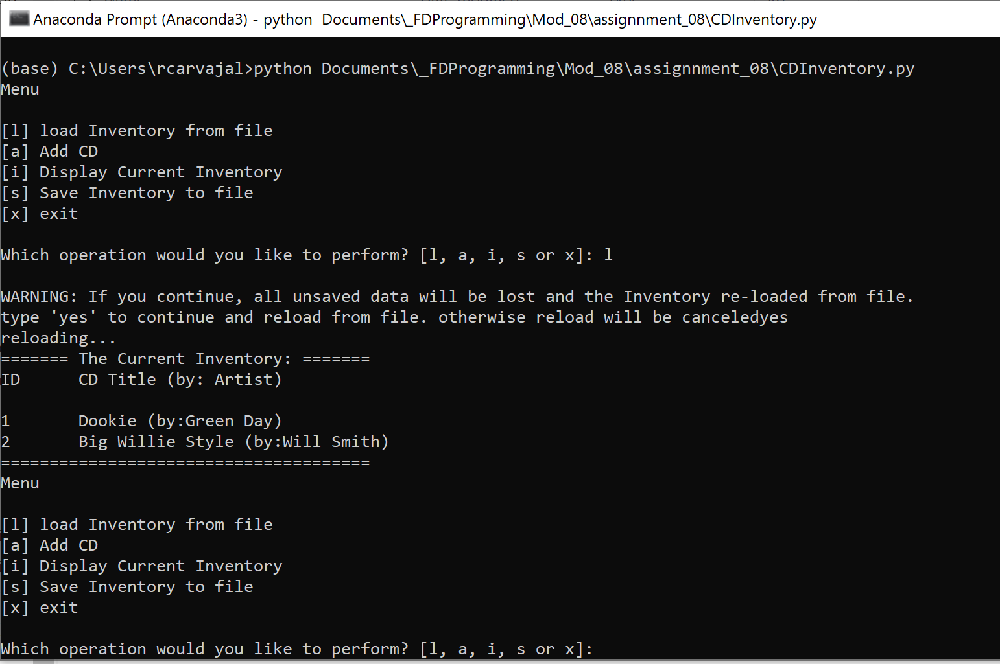 Anaconda Prompt (Anaconda3) - python  Documents\_FDProgramming\Mod_08\assignnment_08\CDInventory.py
(base) C:\Users\rcarvajal>python Documents\_FDProgramming\Mod_08\assignnment_08\CDInventory.py
Menu
[l] load Inventory from file
[a] Add CD
[i] Display Current Inventory
[s] Save Inventory to file
[x] exit
Which operation would you like to perform? [l, a, i, s or x]: l
WARNING: If you continue, all unsaved data will be lost and the Inventory re-loaded from file.
type 'yes' to continue and reload from file. otherwise reload will be canceledyes
reloading...
======= The Current Inventory: =======
ID      CD Title (by: Artist)
1       Dookie (by:Green Day)
2       Big Willie Style (by:Will Smith)
======================================
Menu
[l] load Inventory from file
[a] Add CD
[i] Display Current Inventory
[s] Save Inventory to file
[x] exit
Which operation would you like to perform? [l, a, i, s or x]: